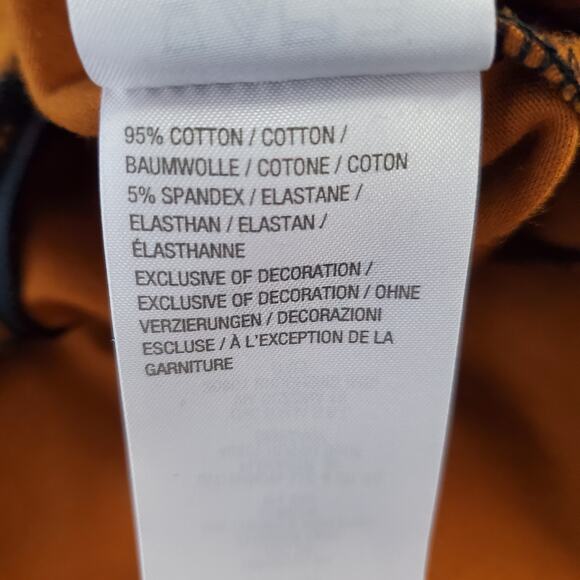 95% COTTON / COTTON /
BAUMWOLLE / COTONE / COTON
5% SPANDEX / ELASTANE /
ELASTHAN / ELASTAN /
ÉLASTHANNE
EXCLUSIVE OF DECORATION /
EXCLUSIVE OF DECORATION / OHNE
VERZIERUNGEN / DECORAZIONI
ESCLUSE / À L'EXCEPTION DE LA
GARNITURE